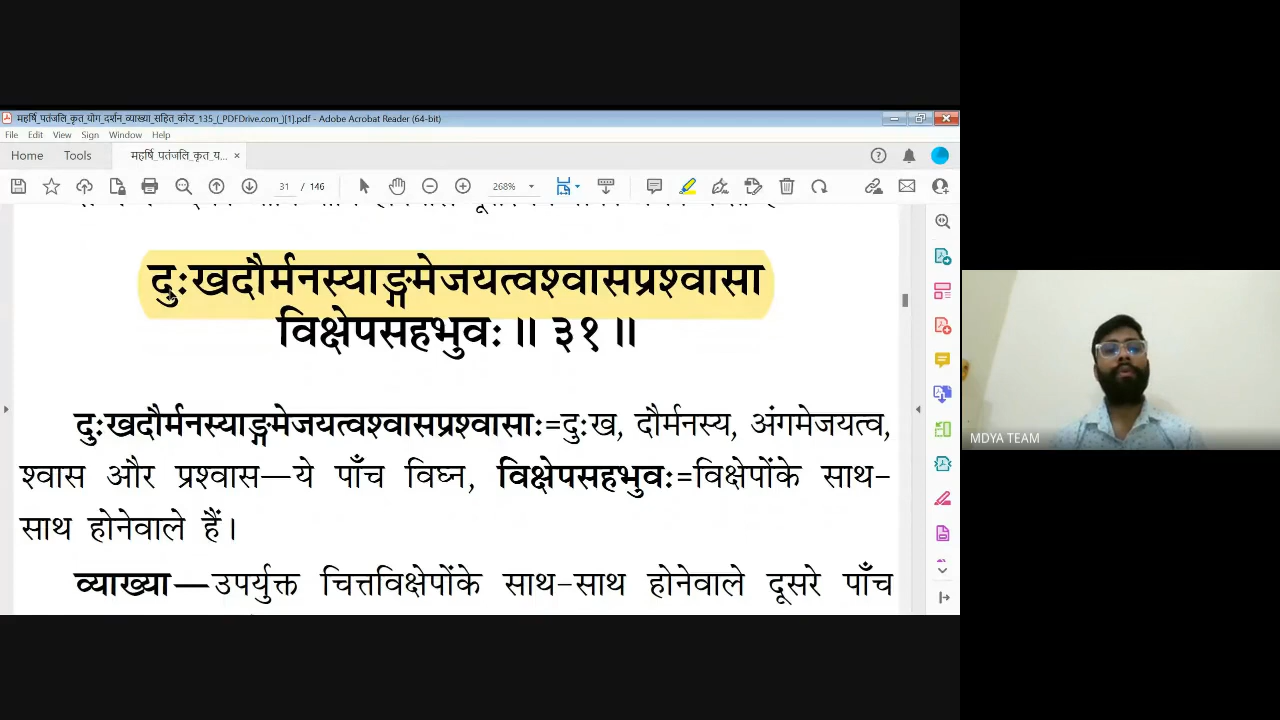 महर्षि_पतंजलि_कृत_योग_दर्शन_व्याख्या_सहित_कोड_135_(_PDFDrive.com_)[1].pdf - Adobe Acrobat Reader (64-bit)
File Edit View Sign Window Help
Home Tools महर्षि_पतंजलि_कृत_य... ×
31 / 146 268%
दुःखदौर्मनस्याङ्गमेजयत्वश्वासप्रश्वासा
विक्षेपसहभुवः॥ ३१॥
दुःखदौर्मनस्याङ्गमेजयत्वश्वासप्रश्वासाः=दुःख, दौर्मनस्य, अंगमेजयत्व,
श्वास और प्रश्वास—ये पाँच विघ्न, विक्षेपसहभुवः=विक्षेपोंके साथ-
साथ होनेवाले हैं।
व्याख्या—उपर्युक्त चित्तविक्षेपोंके साथ-साथ होनेवाले दूसरे पाँच
MDYA TEAM